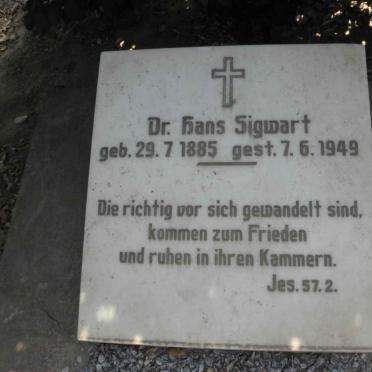 Dr. Hans Sigwart
geb. 29. 7 1885 gest. 7. 6. 1949
Die richtig vor sich gewandelt sind,
kommen zum Frieden
und ruhen in ihren Kammern.
Jes. 57. 2.